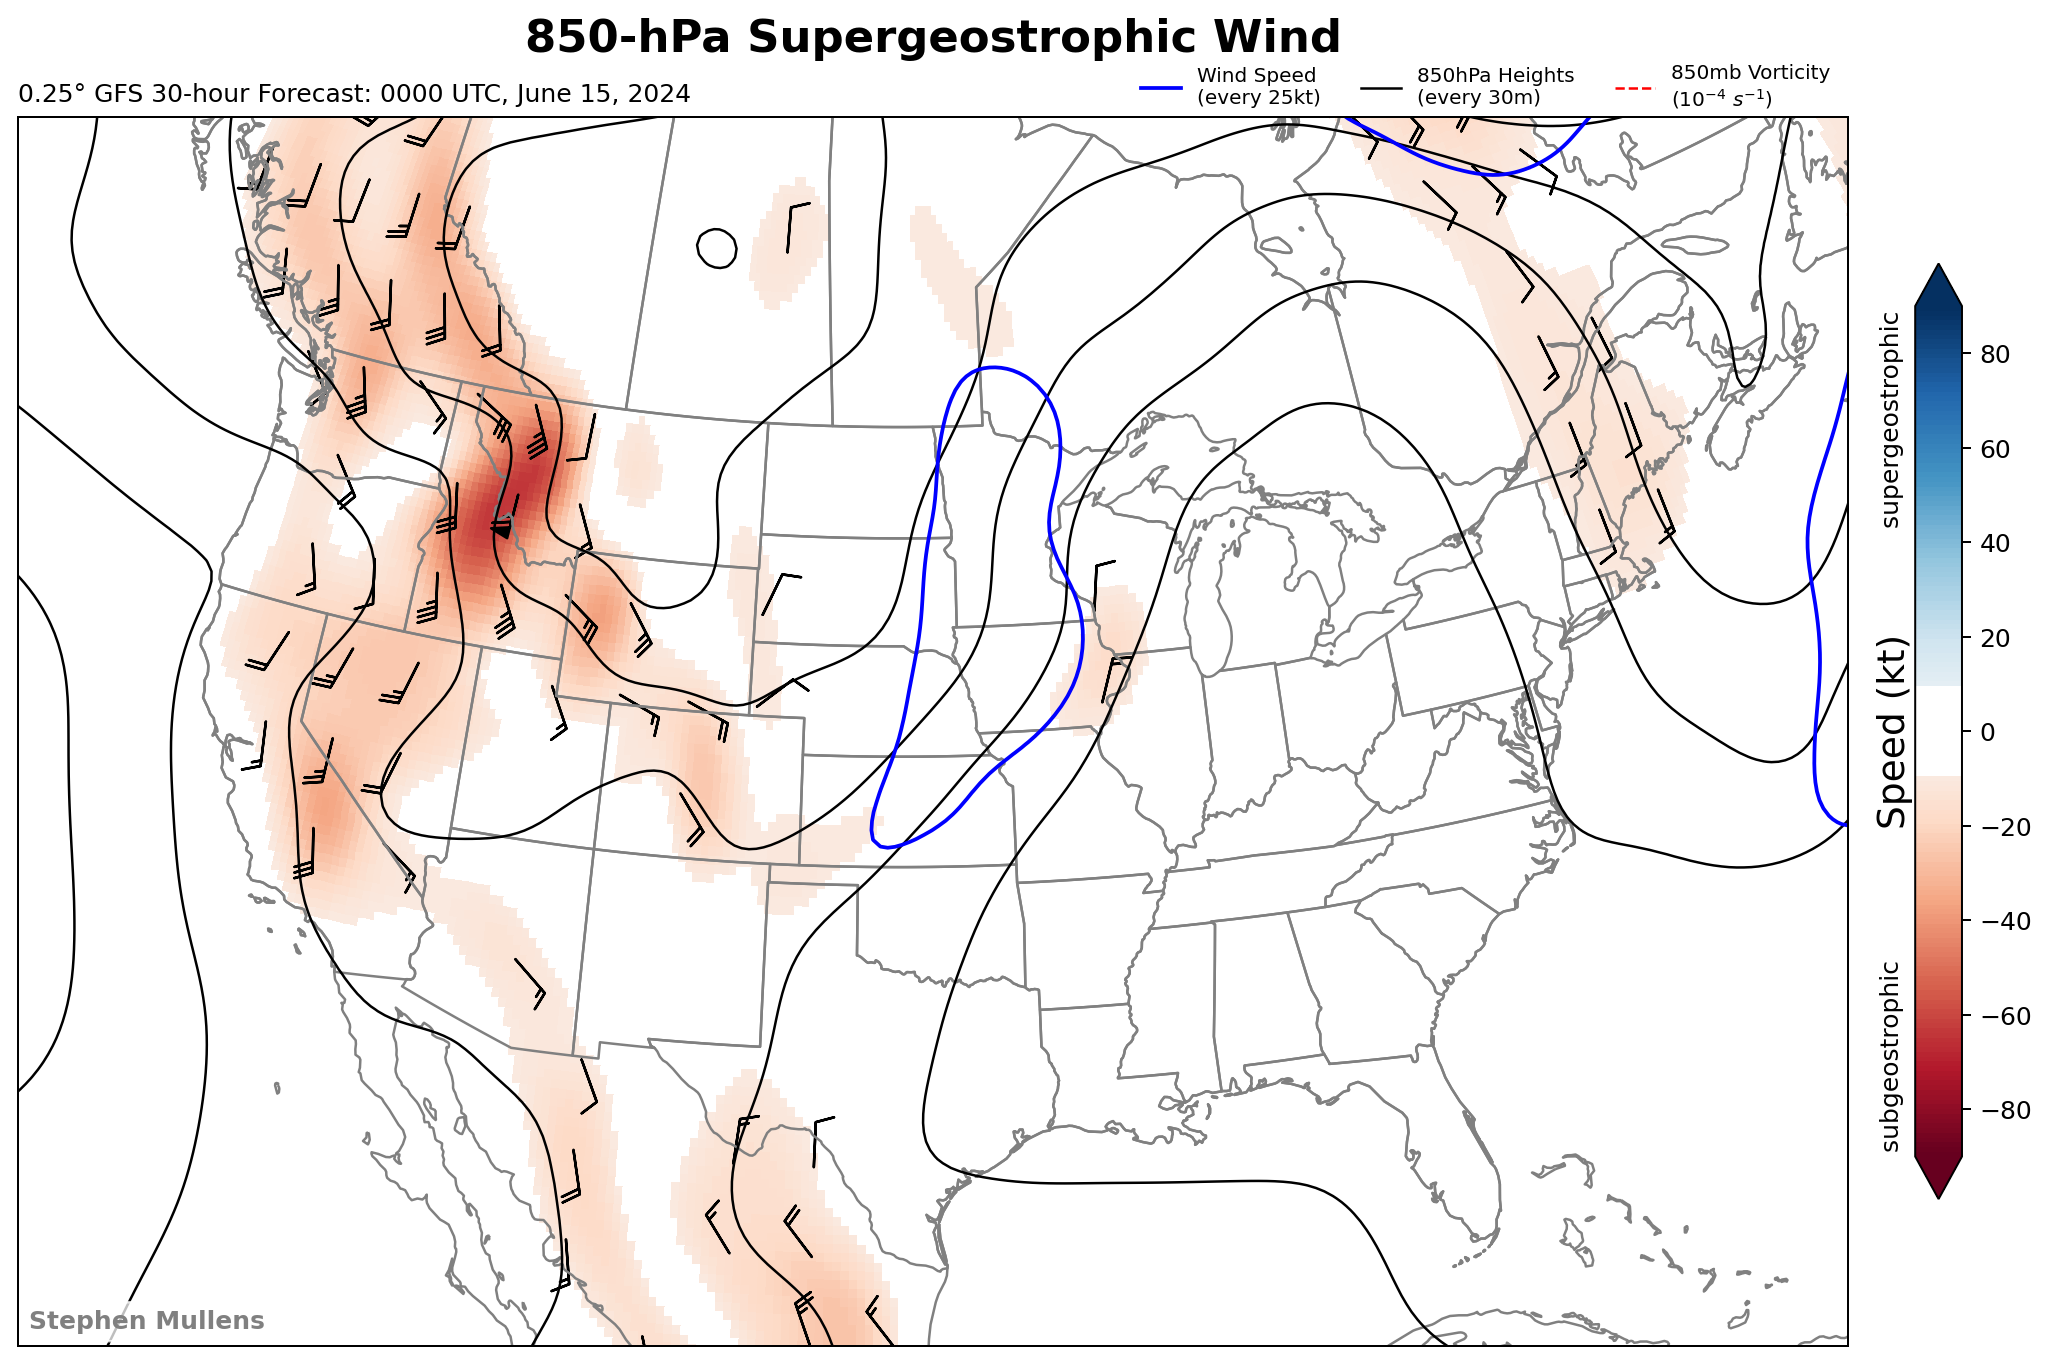 850-hPa Supergeostrophic Wind
0.25° GFS 30-hour Forecast: 0000 UTC, June 15, 2024
Wind Speed
(every 25kt)
850hPa Heights
(every 30m)
850mb Vorticity
(10⁻⁴ s⁻¹)
supergeostrophic
Speed (kt)
subgeostrophic
80
60
40
20
0
−20
−40
−60
−80
Stephen Mullens